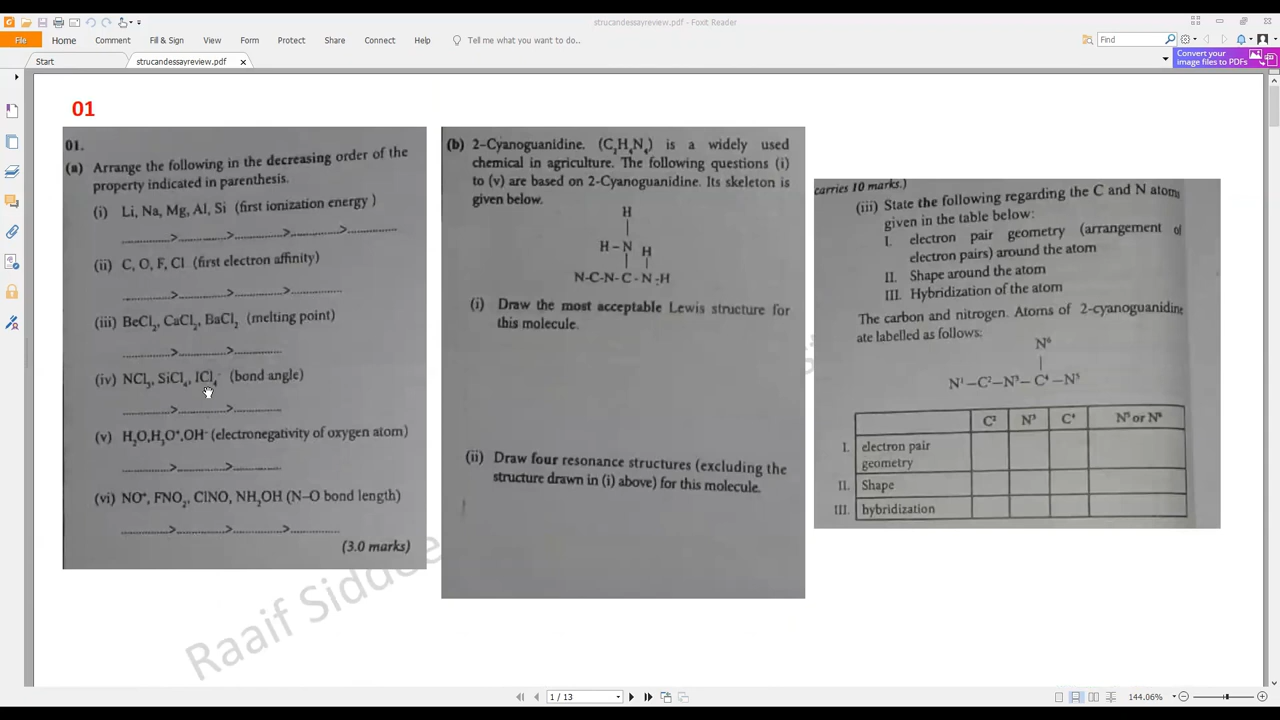 strucandessayreview.pdf - Foxit Reader
File Home Comment Fill & Sign View Form Protect Share Connect Help Tell me what you want to do.. Find
Start strucandessayreview.pdf
Convert your
image files to PDFs
01
01.
(a) Arrange the following in the decreasing order of the
property indicated in parenthesis.
(i) Li, Na, Mg, Al, Si (first ionization energy )
..............>..............>..............>..............>..............
(ii) C, O, F, Cl (first electron affinity)
..............>..............>..............>..............
(iii) BeCl₂, CaCl₂, BaCl₂ (melting point)
..............>..............>..............
(iv) NCl₃, SiCl₄, ICl₄⁻ (bond angle)
..............>..............>..............
(v) H₂O,H₃O⁺,OH⁻ (electronegativity of oxygen atom)
..............>..............>..............
(vi) NO⁺, FNO₂, ClNO, NH₂OH (N–O bond length)
..............>..............>..............>..............
(3.0 marks)
(b) 2-Cyanoguanidine. (C₂H₄N₄) is a widely used
chemical in agriculture. The following questions (i)
to (v) are based on 2-Cyanoguanidine. Its skeleton is
given below.
H
H – N H
N-C-N-C-N-H
(i) Draw the most acceptable Lewis structure for
this molecule.
(ii) Draw four resonance structures (excluding the
structure drawn in (i) above) for this molecule.
carries 10 marks.)
(iii) State the following regarding the C and N atoms
given in the table below:
I. electron pair geometry (arrangement of
electron pairs) around the atom
II. Shape around the atom
III. Hybridization of the atom
The carbon and nitrogen. Atoms of 2-cyanoguanidine
ate labelled as follows:
N⁶
N¹–C²–N³–C⁴–N⁵
C² N³ C⁴ N⁵ or N⁶
I. electron pair
geometry
II. Shape
III. hybridization
1 / 13
144.06%